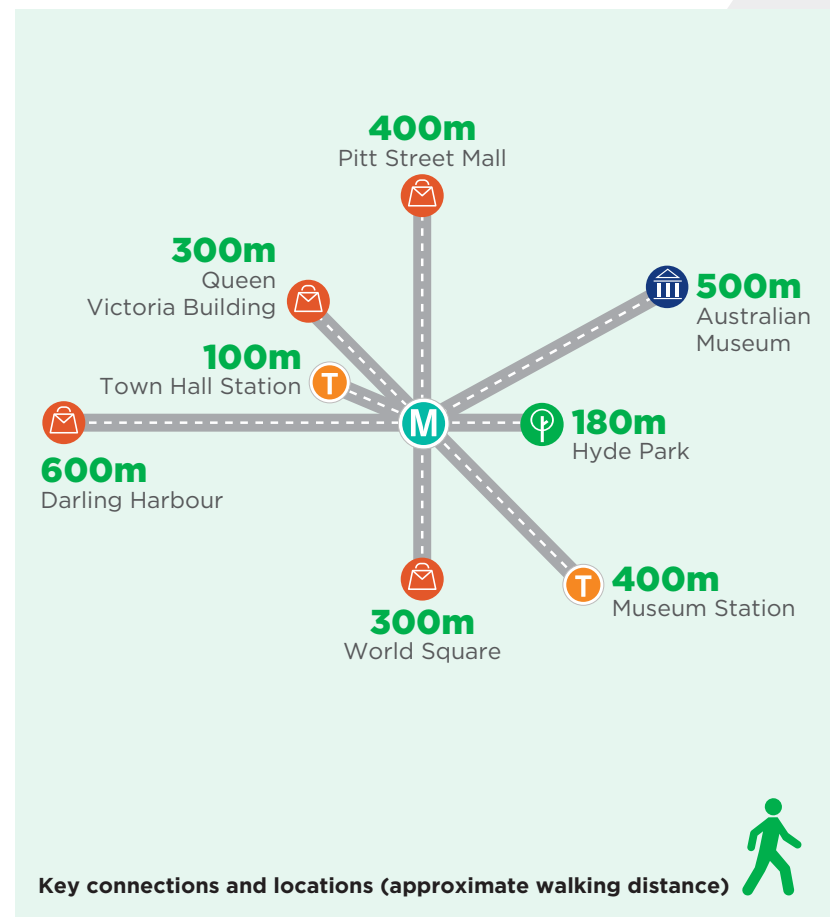 400m
Pitt Street Mall
300m
Queen
Victoria Building
500m
Australian
Museum
100m
Town Hall Station
T
M
180m
Hyde Park
600m
Darling Harbour
T
400m
Museum Station
300m
World Square
Key connections and locations (approximate walking distance)